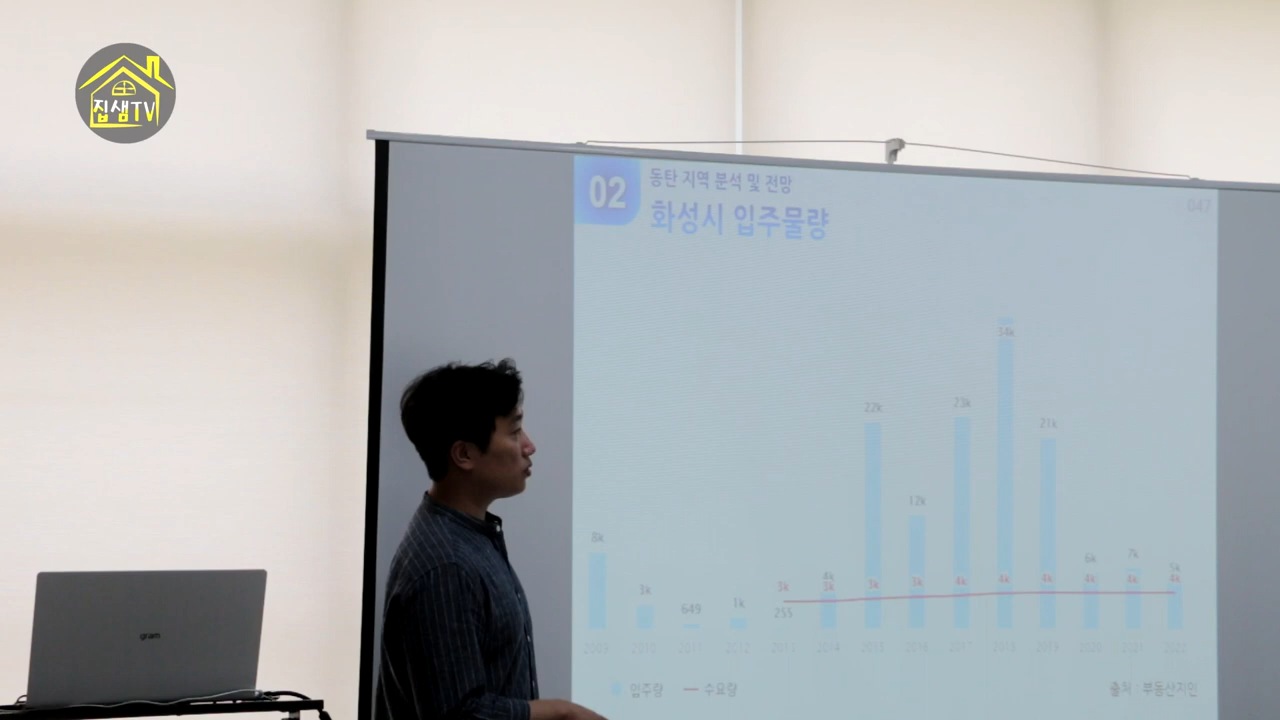 집샘TV
02
동탄 지역 분석 및 전망
화성시 입주물량
047
34k
22k
23k
21k
12k
8k
6k
7k
5k
3k
649
1k
255
4k
3k
3k
3k
3k
4k
4k
4k
4k
4k
4k
2009 2010 2011 2012 2013 2014 2015 2016 2017 2018 2019 2020 2021 2022
입주량 수요량
출처 : 부동산지인
gram